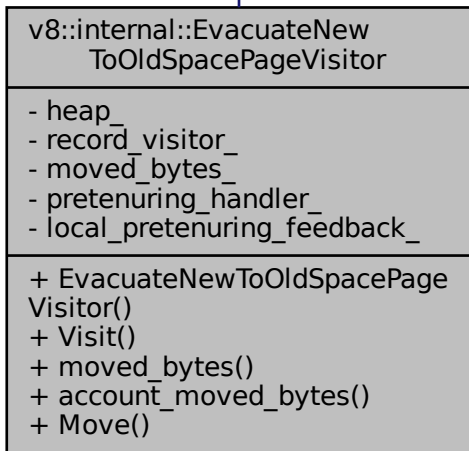 v8::internal::EvacuateNew
ToOldSpacePageVisitor
- heap_
- record_visitor_
- moved_bytes_
- pretenuring_handler_
- local_pretenuring_feedback_
+ EvacuateNewToOldSpacePage
Visitor()
+ Visit()
+ moved_bytes()
+ account_moved_bytes()
+ Move()